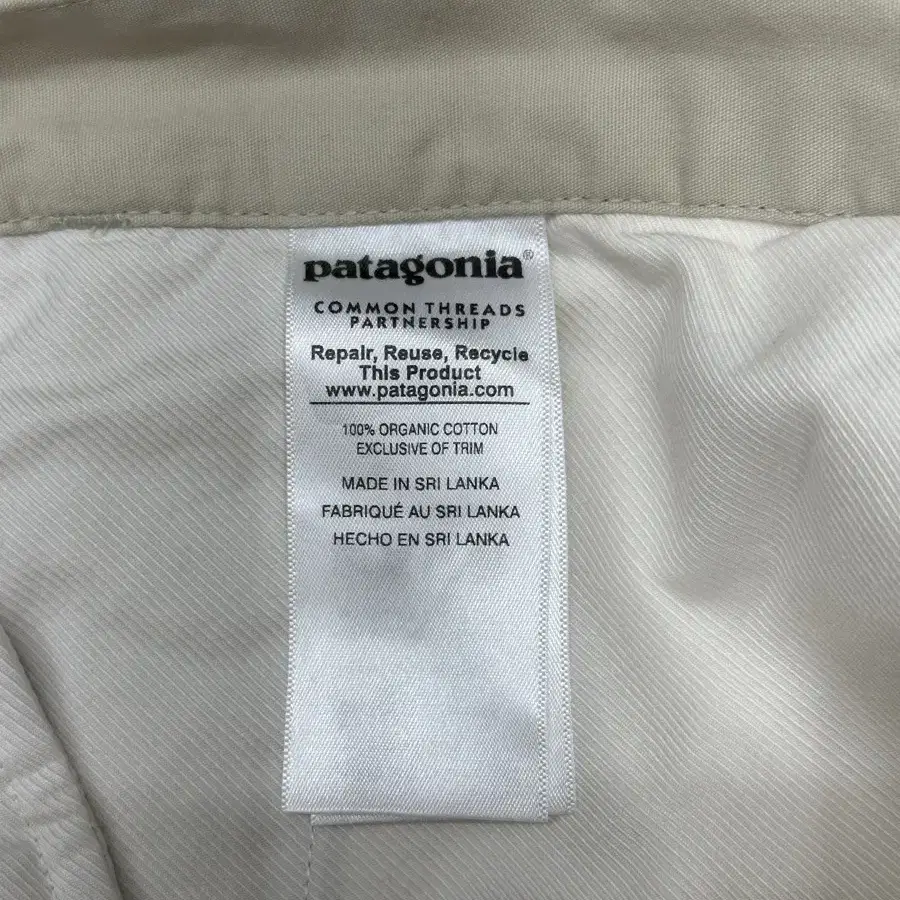 patagonia®
COMMON THREADS
PARTNERSHIP
Repair, Reuse, Recycle
This Product
www.patagonia.com
100% ORGANIC COTTON
EXCLUSIVE OF TRIM
MADE IN SRI LANKA
FABRIQUÉ AU SRI LANKA
HECHO EN SRI LANKA